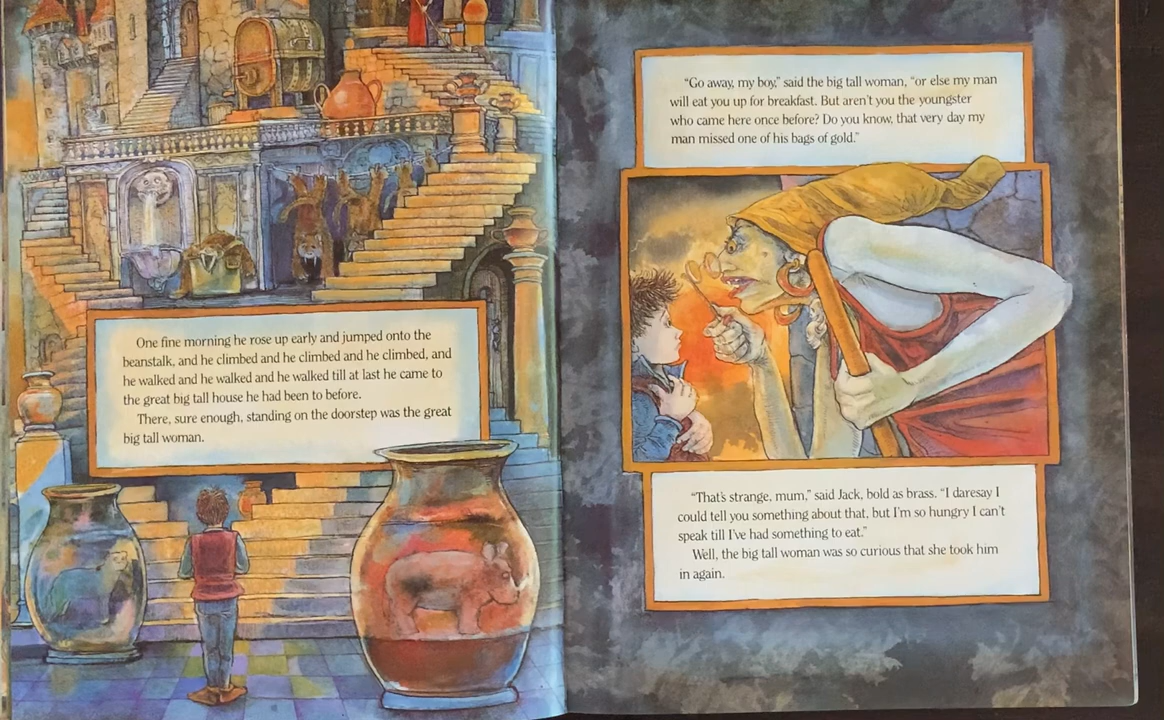 One fine morning he rose up early and jumped onto the
beanstalk, and he climbed and he climbed and he climbed, and
he walked and he walked and he walked till at last he came to
the great big tall house he had been to before.
There, sure enough, standing on the doorstep was the great
big tall woman.
“Go away, my boy,” said the big tall woman, “or else my man
will eat you up for breakfast. But aren’t you the youngster
who came here once before? Do you know, that very day my
man missed one of his bags of gold.”
“That’s strange, mum,” said Jack, bold as brass. “I daresay I
could tell you something about that, but I’m so hungry I can’t
speak till I’ve had something to eat.”
Well, the big tall woman was so curious that she took him
in again.